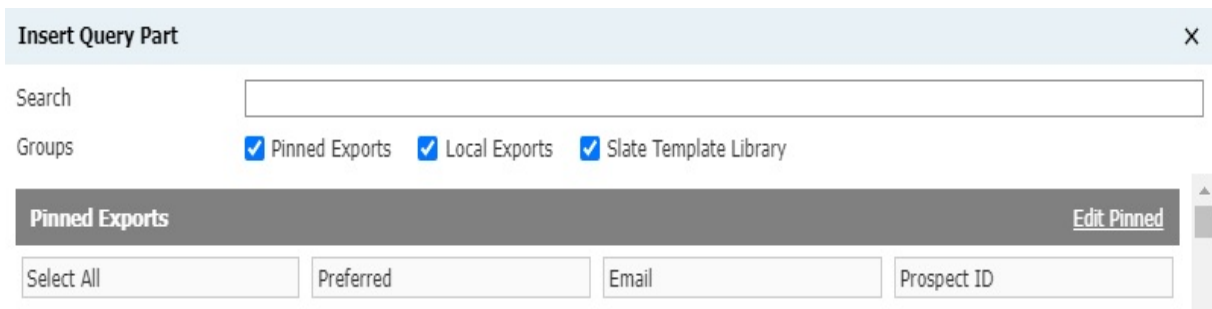 Insert Query Part X
Search
Groups Pinned Exports Local Exports Slate Template Library
Pinned Exports Edit Pinned
Select All Preferred Email Prospect ID